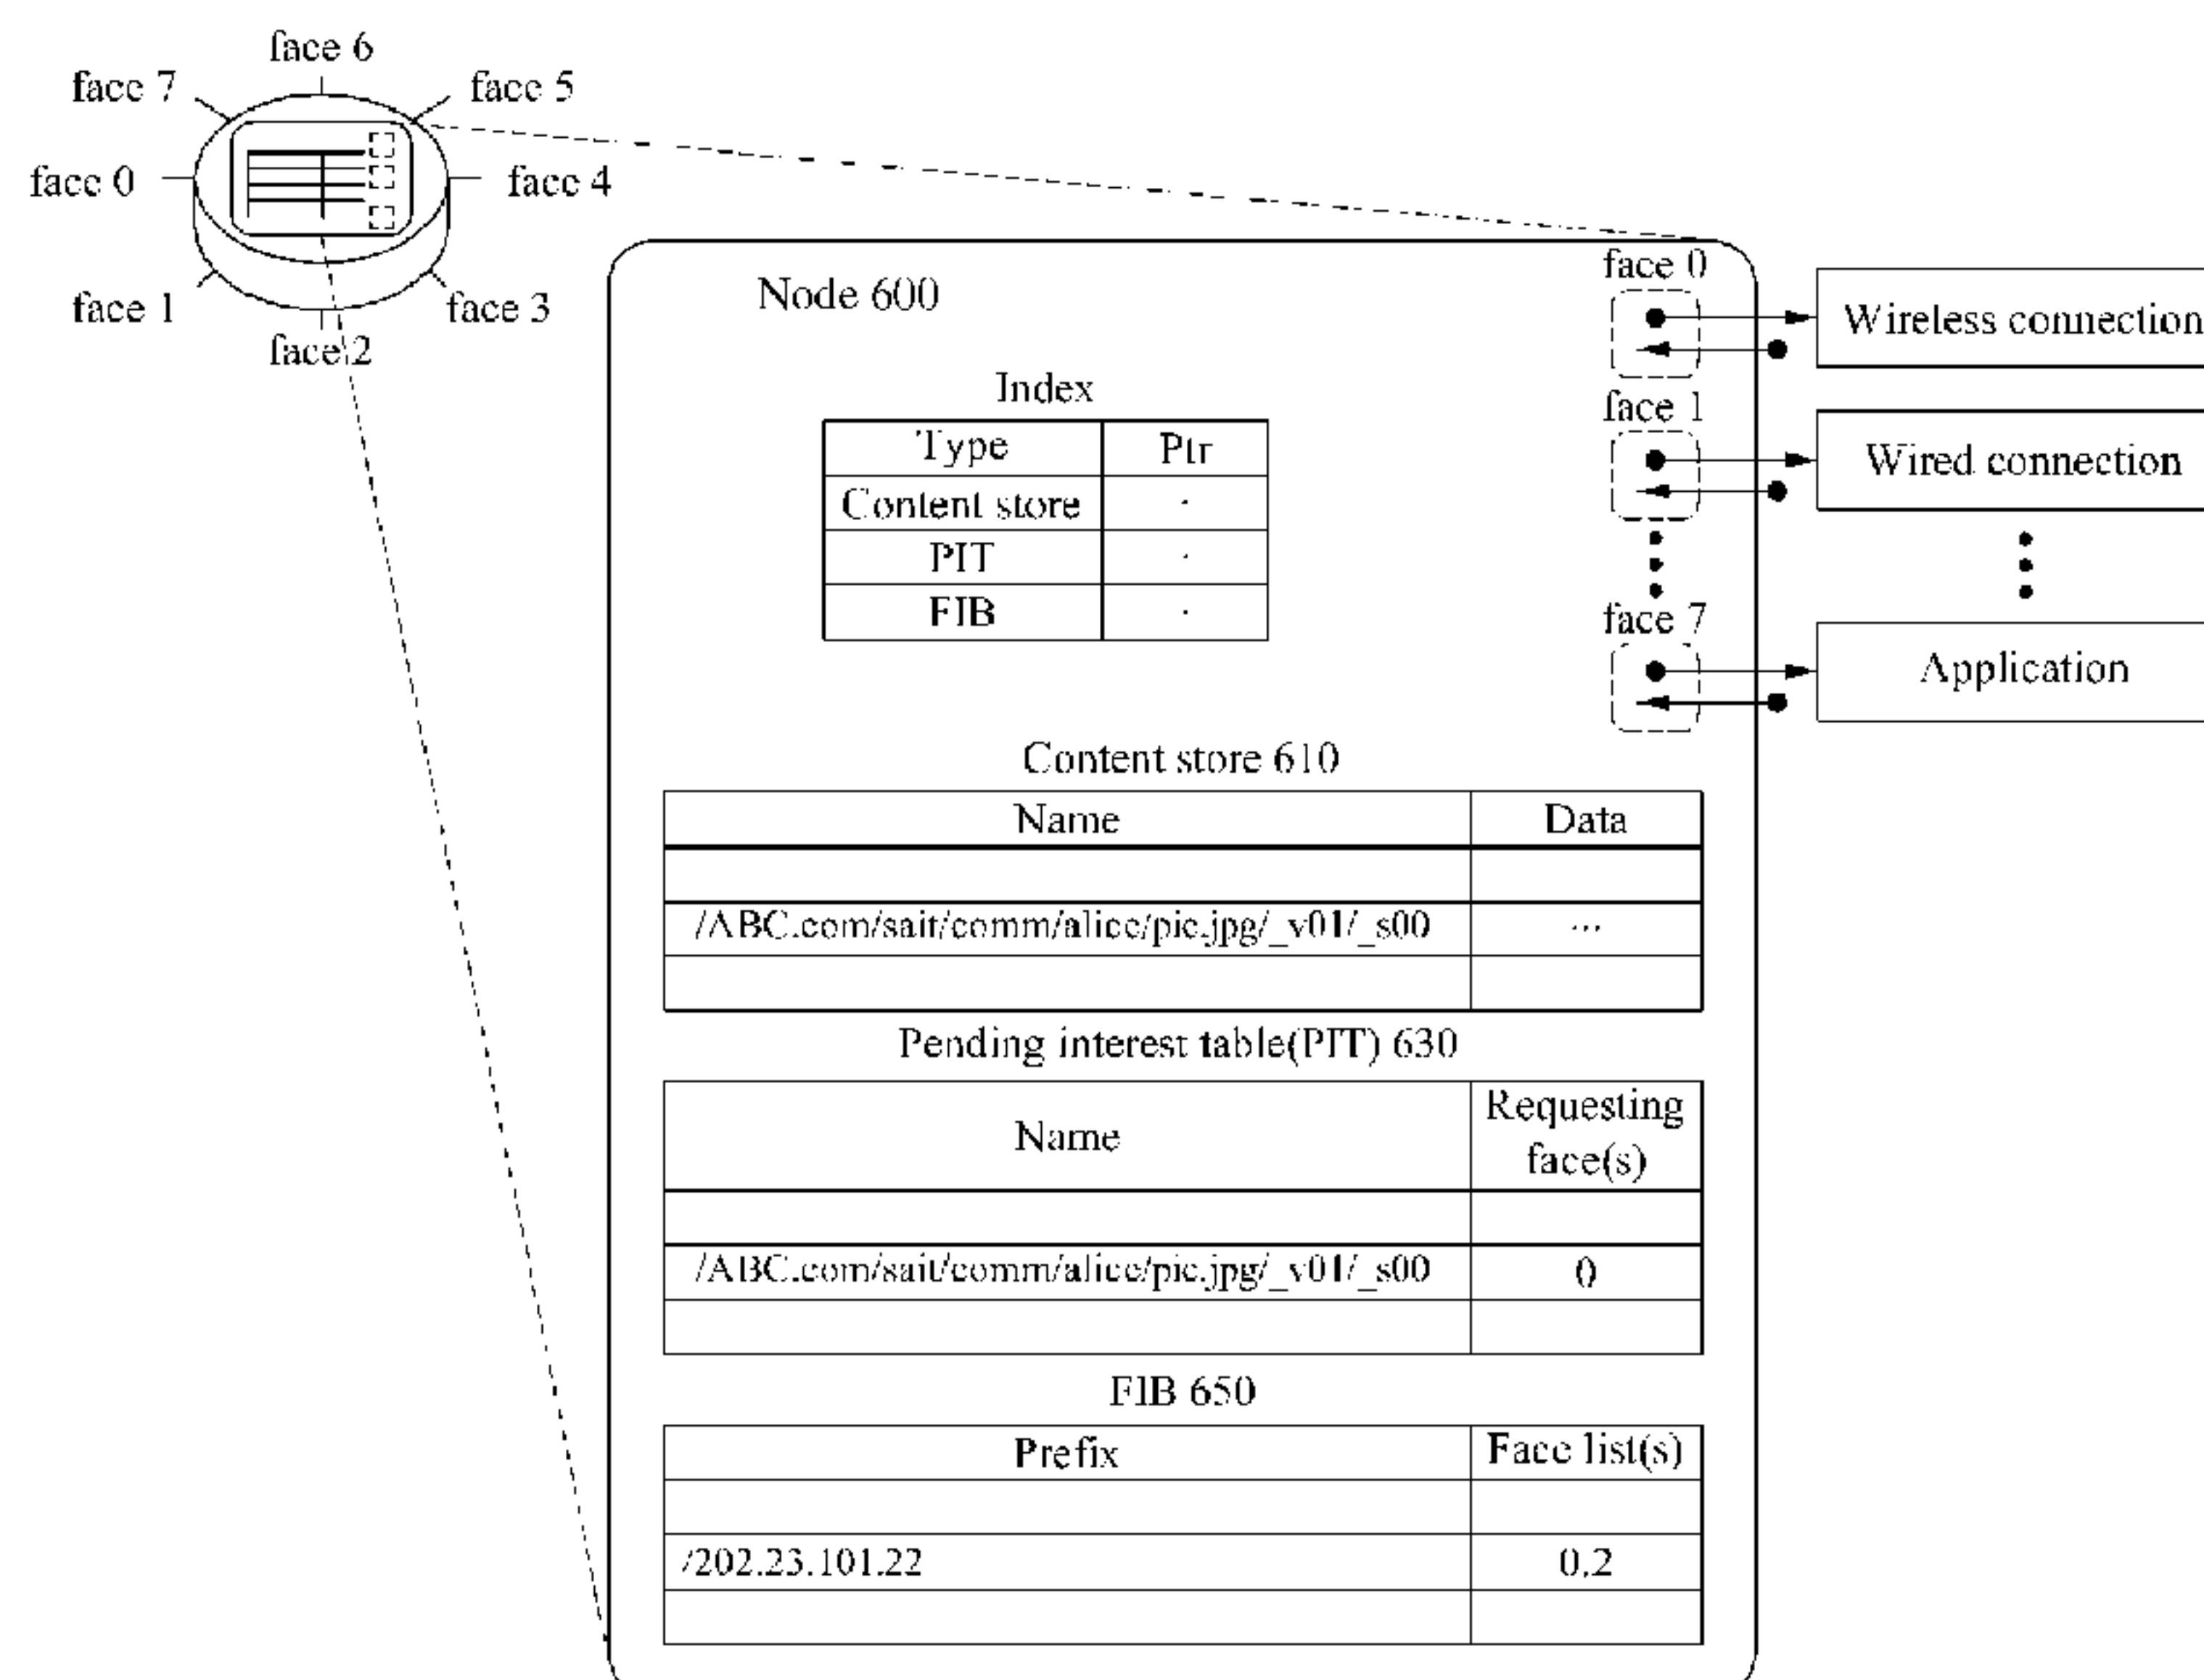 face 6
face 7
face 5
face 0
face 4
face 1
face 3
face 2
Node 600
face 0
Wireless connection
Index
face 1
Type Ptr
Wired connection
Content store
PIT
FIB
face 7
Application
Content store 610
Name Data
/ABC.com/sait/comm/alice/pic.jpg/_v01/_s00 ...
Pending interest table(PIT) 630
Name Requesting
face(s)
/ABC.com/sait/comm/alice/pic.jpg/_v01/_s00 0
FIB 650
Prefix Face list(s)
/202.23.101.22 0,2